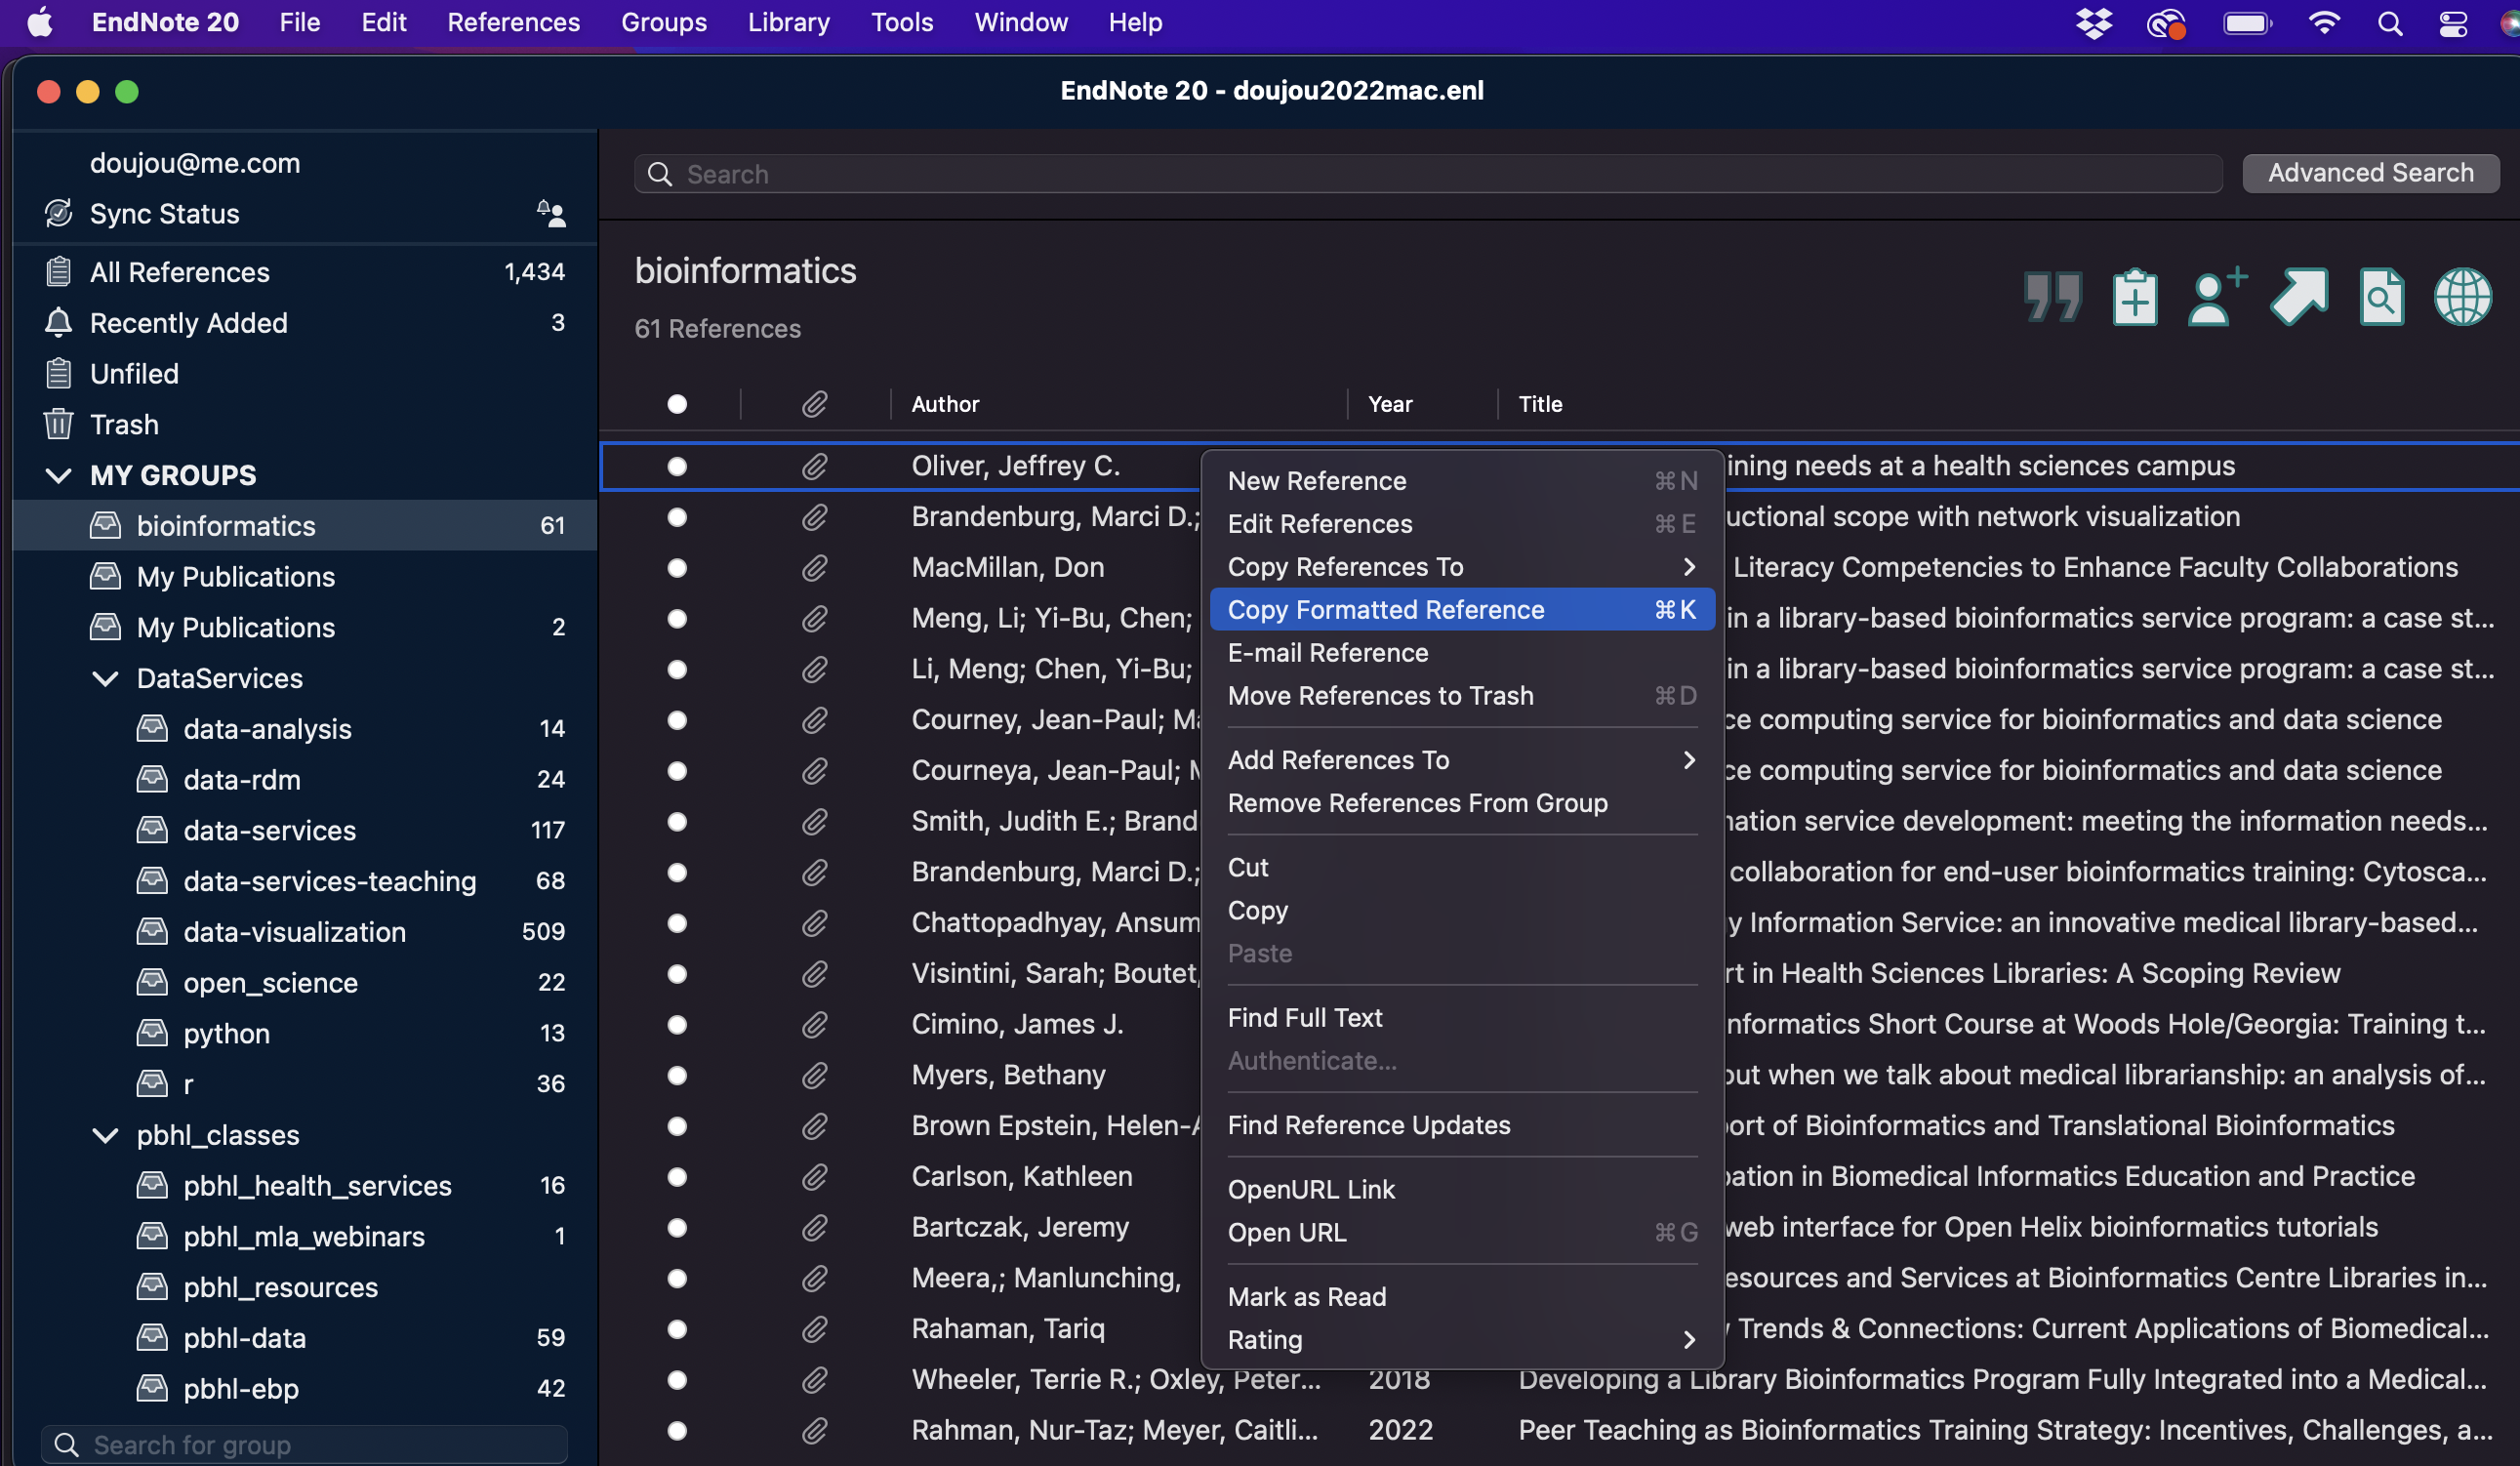 EndNote 20 File Edit References Groups Library Tools Window Help
EndNote 20 - doujou2022mac.enl
doujou@me.com
Sync Status
All References 1,434
Recently Added 3
Unfiled
Trash
MY GROUPS
bioinformatics 61
My Publications
My Publications 2
DataServices
data-analysis 14
data-rdm 24
data-services 117
data-services-teaching 68
data-visualization 509
open_science 22
python 13
r 36
pbhl_classes
pbhl_health_services 16
pbhl_mla_webinars 1
pbhl_resources
pbhl-data 59
pbhl-ebp 42
Search for group
Search Advanced Search
bioinformatics
61 References
Author Year Title
Oliver, Jeffrey C. ining needs at a health sciences campus
Brandenburg, Marci D.; uctional scope with network visualization
MacMillan, Don Literacy Competencies to Enhance Faculty Collaborations
Meng, Li; Yi-Bu, Chen; in a library-based bioinformatics service program: a case st...
Li, Meng; Chen, Yi-Bu; in a library-based bioinformatics service program: a case st...
Courney, Jean-Paul; Ma ce computing service for bioinformatics and data science
Courneya, Jean-Paul; M ce computing service for bioinformatics and data science
Smith, Judith E.; Brand nation service development: meeting the information needs...
Brandenburg, Marci D.; collaboration for end-user bioinformatics training: Cytosca...
Chattopadhyay, Ansum y Information Service: an innovative medical library-based...
Visintini, Sarah; Boutet, rt in Health Sciences Libraries: A Scoping Review
Cimino, James J. nformatics Short Course at Woods Hole/Georgia: Training t...
Myers, Bethany out when we talk about medical librarianship: an analysis of...
Brown Epstein, Helen-A port of Bioinformatics and Translational Bioinformatics
Carlson, Kathleen pation in Biomedical Informatics Education and Practice
Bartczak, Jeremy web interface for Open Helix bioinformatics tutorials
Meera,; Manlunching, esources and Services at Bioinformatics Centre Libraries in...
Rahaman, Tariq Trends & Connections: Current Applications of Biomedical...
Wheeler, Terrie R.; Oxley, Peter... 2018 Developing a Library Bioinformatics Program Fully Integrated into a Medical...
Rahman, Nur-Taz; Meyer, Caitli... 2022 Peer Teaching as Bioinformatics Training Strategy: Incentives, Challenges, a...
New Reference ⌘N
Edit References ⌘E
Copy References To
Copy Formatted Reference ⌘K
E-mail Reference
Move References to Trash ⌘D
Add References To
Remove References From Group
Cut
Copy
Paste
Find Full Text
Authenticate...
Find Reference Updates
OpenURL Link
Open URL ⌘G
Mark as Read
Rating